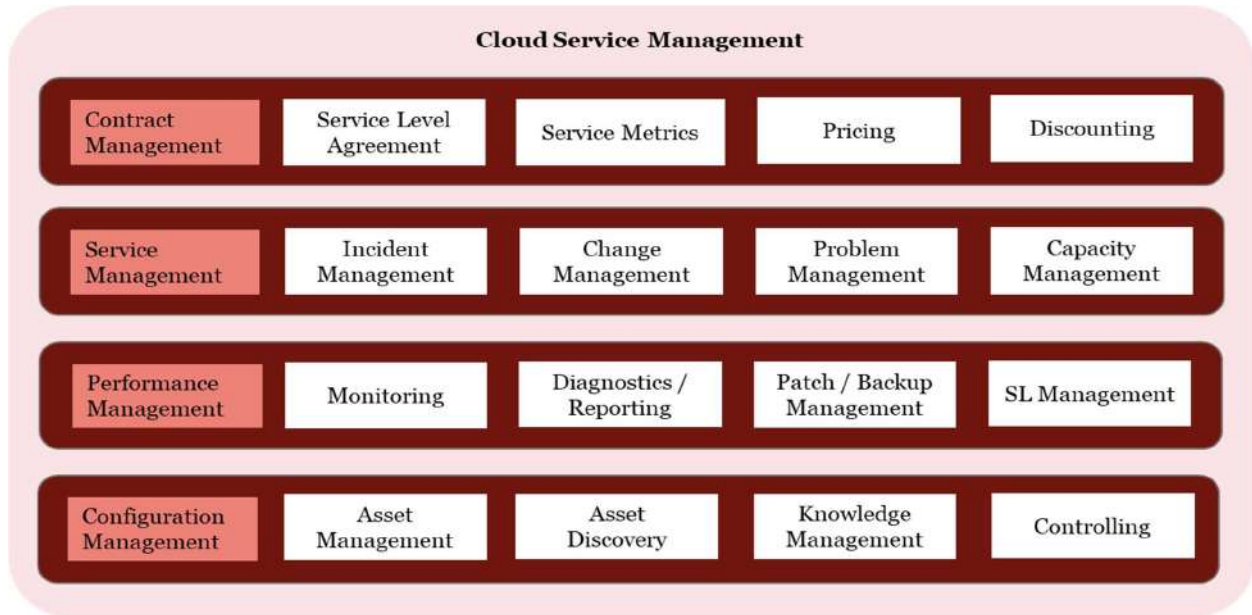 Cloud Service Management
Contract
Management
Service Level
Agreement
Service Metrics
Pricing
Discounting
Service
Management
Incident
Management
Change
Management
Problem
Management
Capacity
Management
Performance
Management
Monitoring
Diagnostics /
Reporting
Patch / Backup
Management
SL Management
Configuration
Management
Asset
Management
Asset
Discovery
Knowledge
Management
Controlling